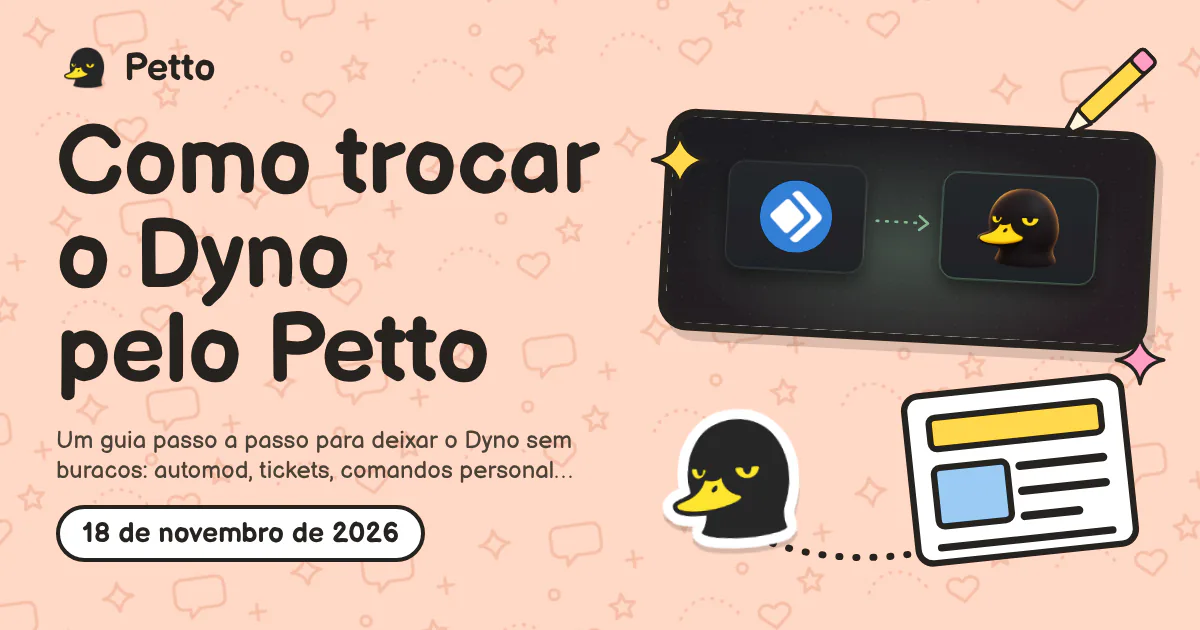 Petto
Como trocar
o Dyno
pelo Petto
Um guia passo a passo para deixar o Dyno sem
buracos: automod, tickets, comandos personal...
18 de novembro de 2026